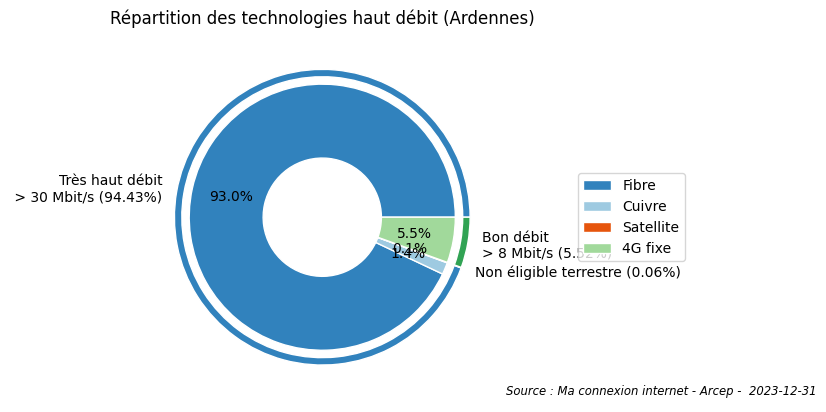 Répartition des technologies haut débit (Ardennes)
Très haut débit
> 30 Mbit/s (94.43%)
93.0%
5.5%
0.1%
1.4%
Bon débit
> 8 Mbit/s (5.52%)
Non éligible terrestre (0.06%)
Fibre
Cuivre
Satellite
4G fixe
Source : Ma connexion internet - Arcep - 2023-12-31